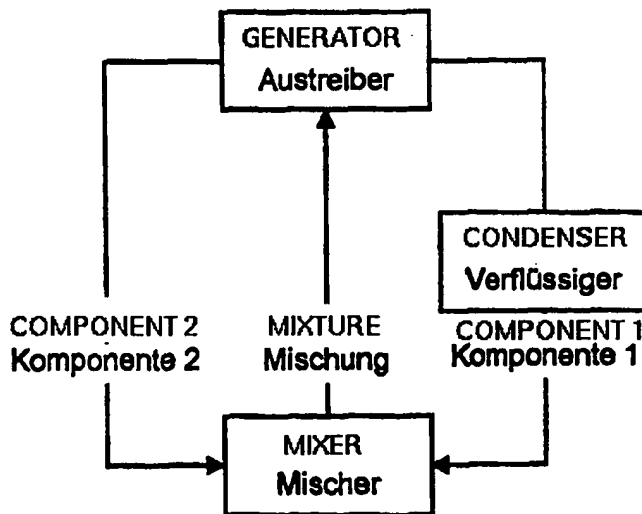 GENERATOR
Austreiber
CONDENSER
Verflüssiger
COMPONENT 2
Komponente 2
MIXTURE
Mischung
COMPONENT 1
Komponente 1
MIXER
Mischer